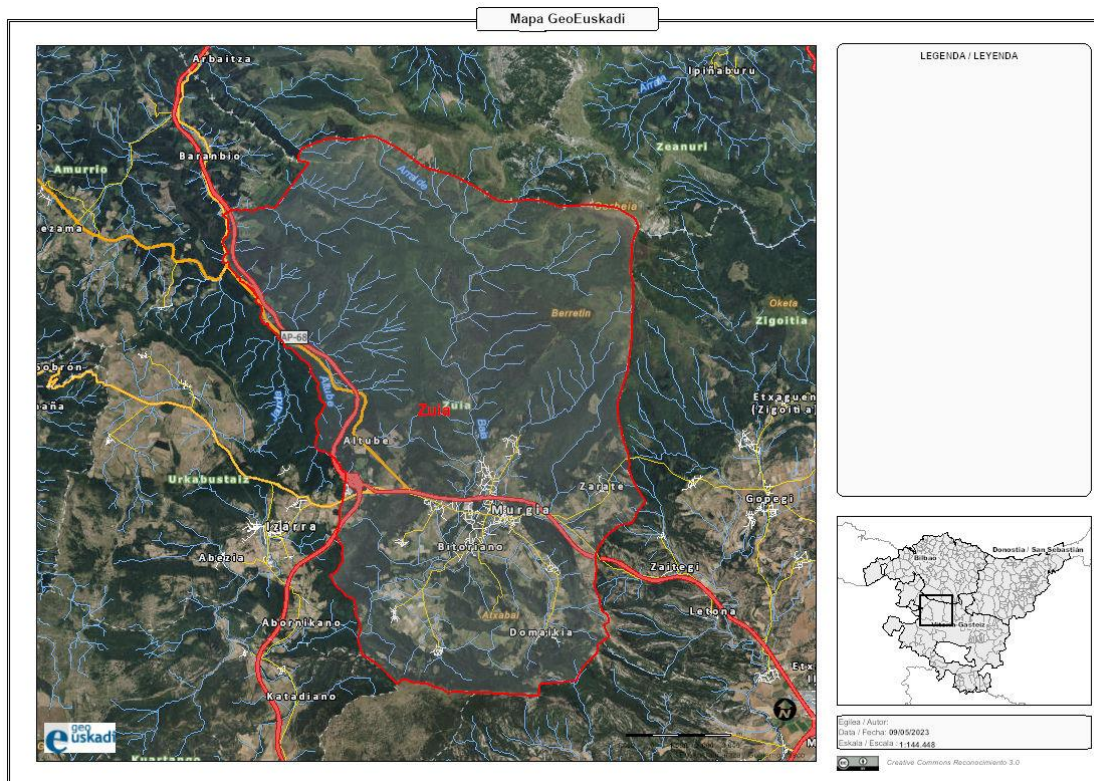 Mapa GeoEuskadi
LEGENDA / LEYENDA
Arbaitza
Ipiñaburu
Arraia
Baranbio
Zeanuri
Amurrio
Gorbeia
Oketa
Zigoitia
Berretin
AP-68
Altube
Zuia
Zuia
Baia
Altube
Etxaguen
(Zigoitia)
Urkabustaiz
Zarate
Gopegi
Murgia
Izarra
Bitoriano
Abezia
Zaitegi
Letona
Atxabal
Abornikano
Domaikia
Katadiano
Kuartango
geo
euskadi
N
Bilbao
Donostia / San Sebastián
Egilea / Autor:
Data / Fecha: 09/05/2023
Eskala / Escala : 1:144.448
Creative Commons Reconocimiento 3.0